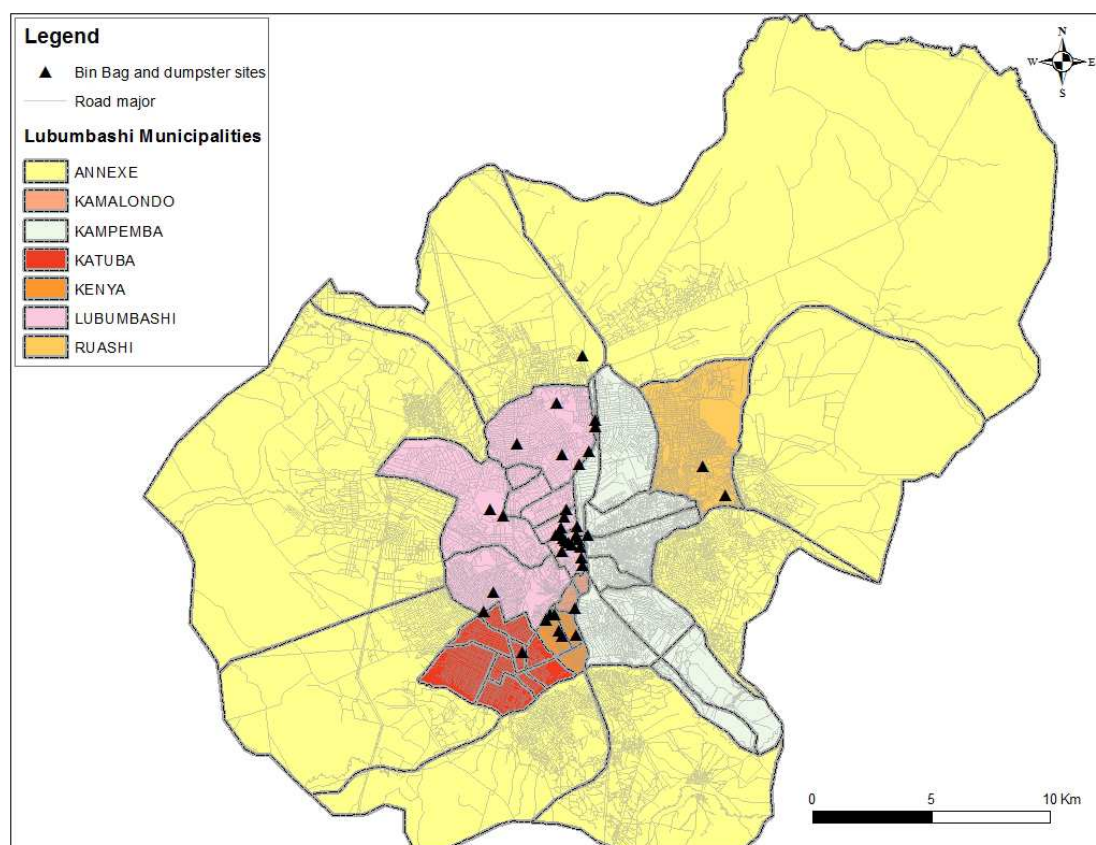 Legend
Bin Bag and dumpster sites
Road major
Lubumbashi Municipalities
ANNEXE
KAMALONDO
KAMPEMBA
KATUBA
KENYA
LUBUMBASHI
RUASHI
N
W E
S
0 5 10 Km